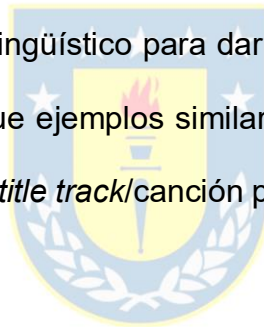 ingüístico para dar
ue ejemplos similar
title track/canción p